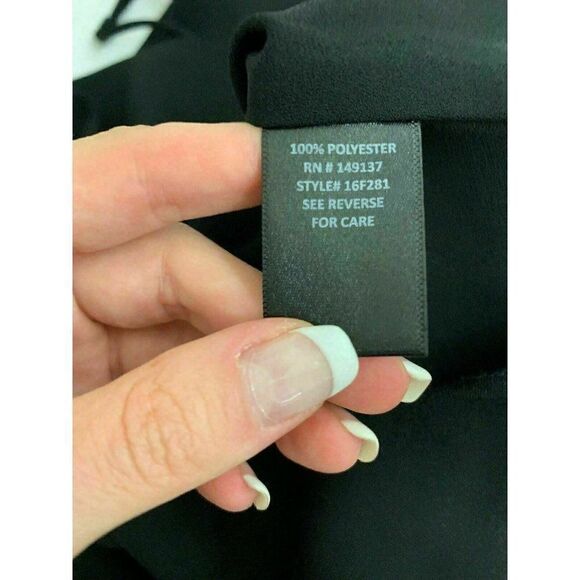 100% POLYESTER
RN # 149137
STYLE# 16F281
SEE REVERSE
FOR CARE